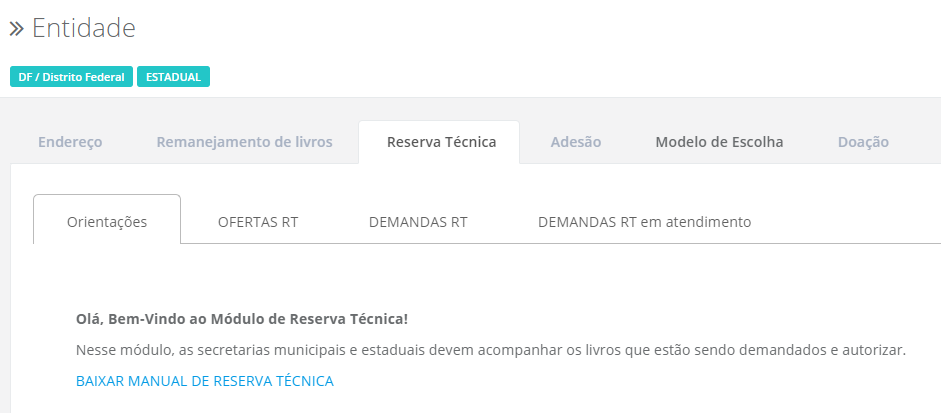 Entidade
DF / Distrito Federal ESTADUAL
Endereço Remanejamento de livros Reserva Técnica Adesão Modelo de Escolha Doação
Orientações OFERTAS RT DEMANDAS RT DEMANDAS RT em atendimento
Olá, Bem-Vindo ao Módulo de Reserva Técnica!
Nesse módulo, as secretarias municipais e estaduais devem acompanhar os livros que estão sendo demandados e autorizar.
BAIXAR MANUAL DE RESERVA TÉCNICA